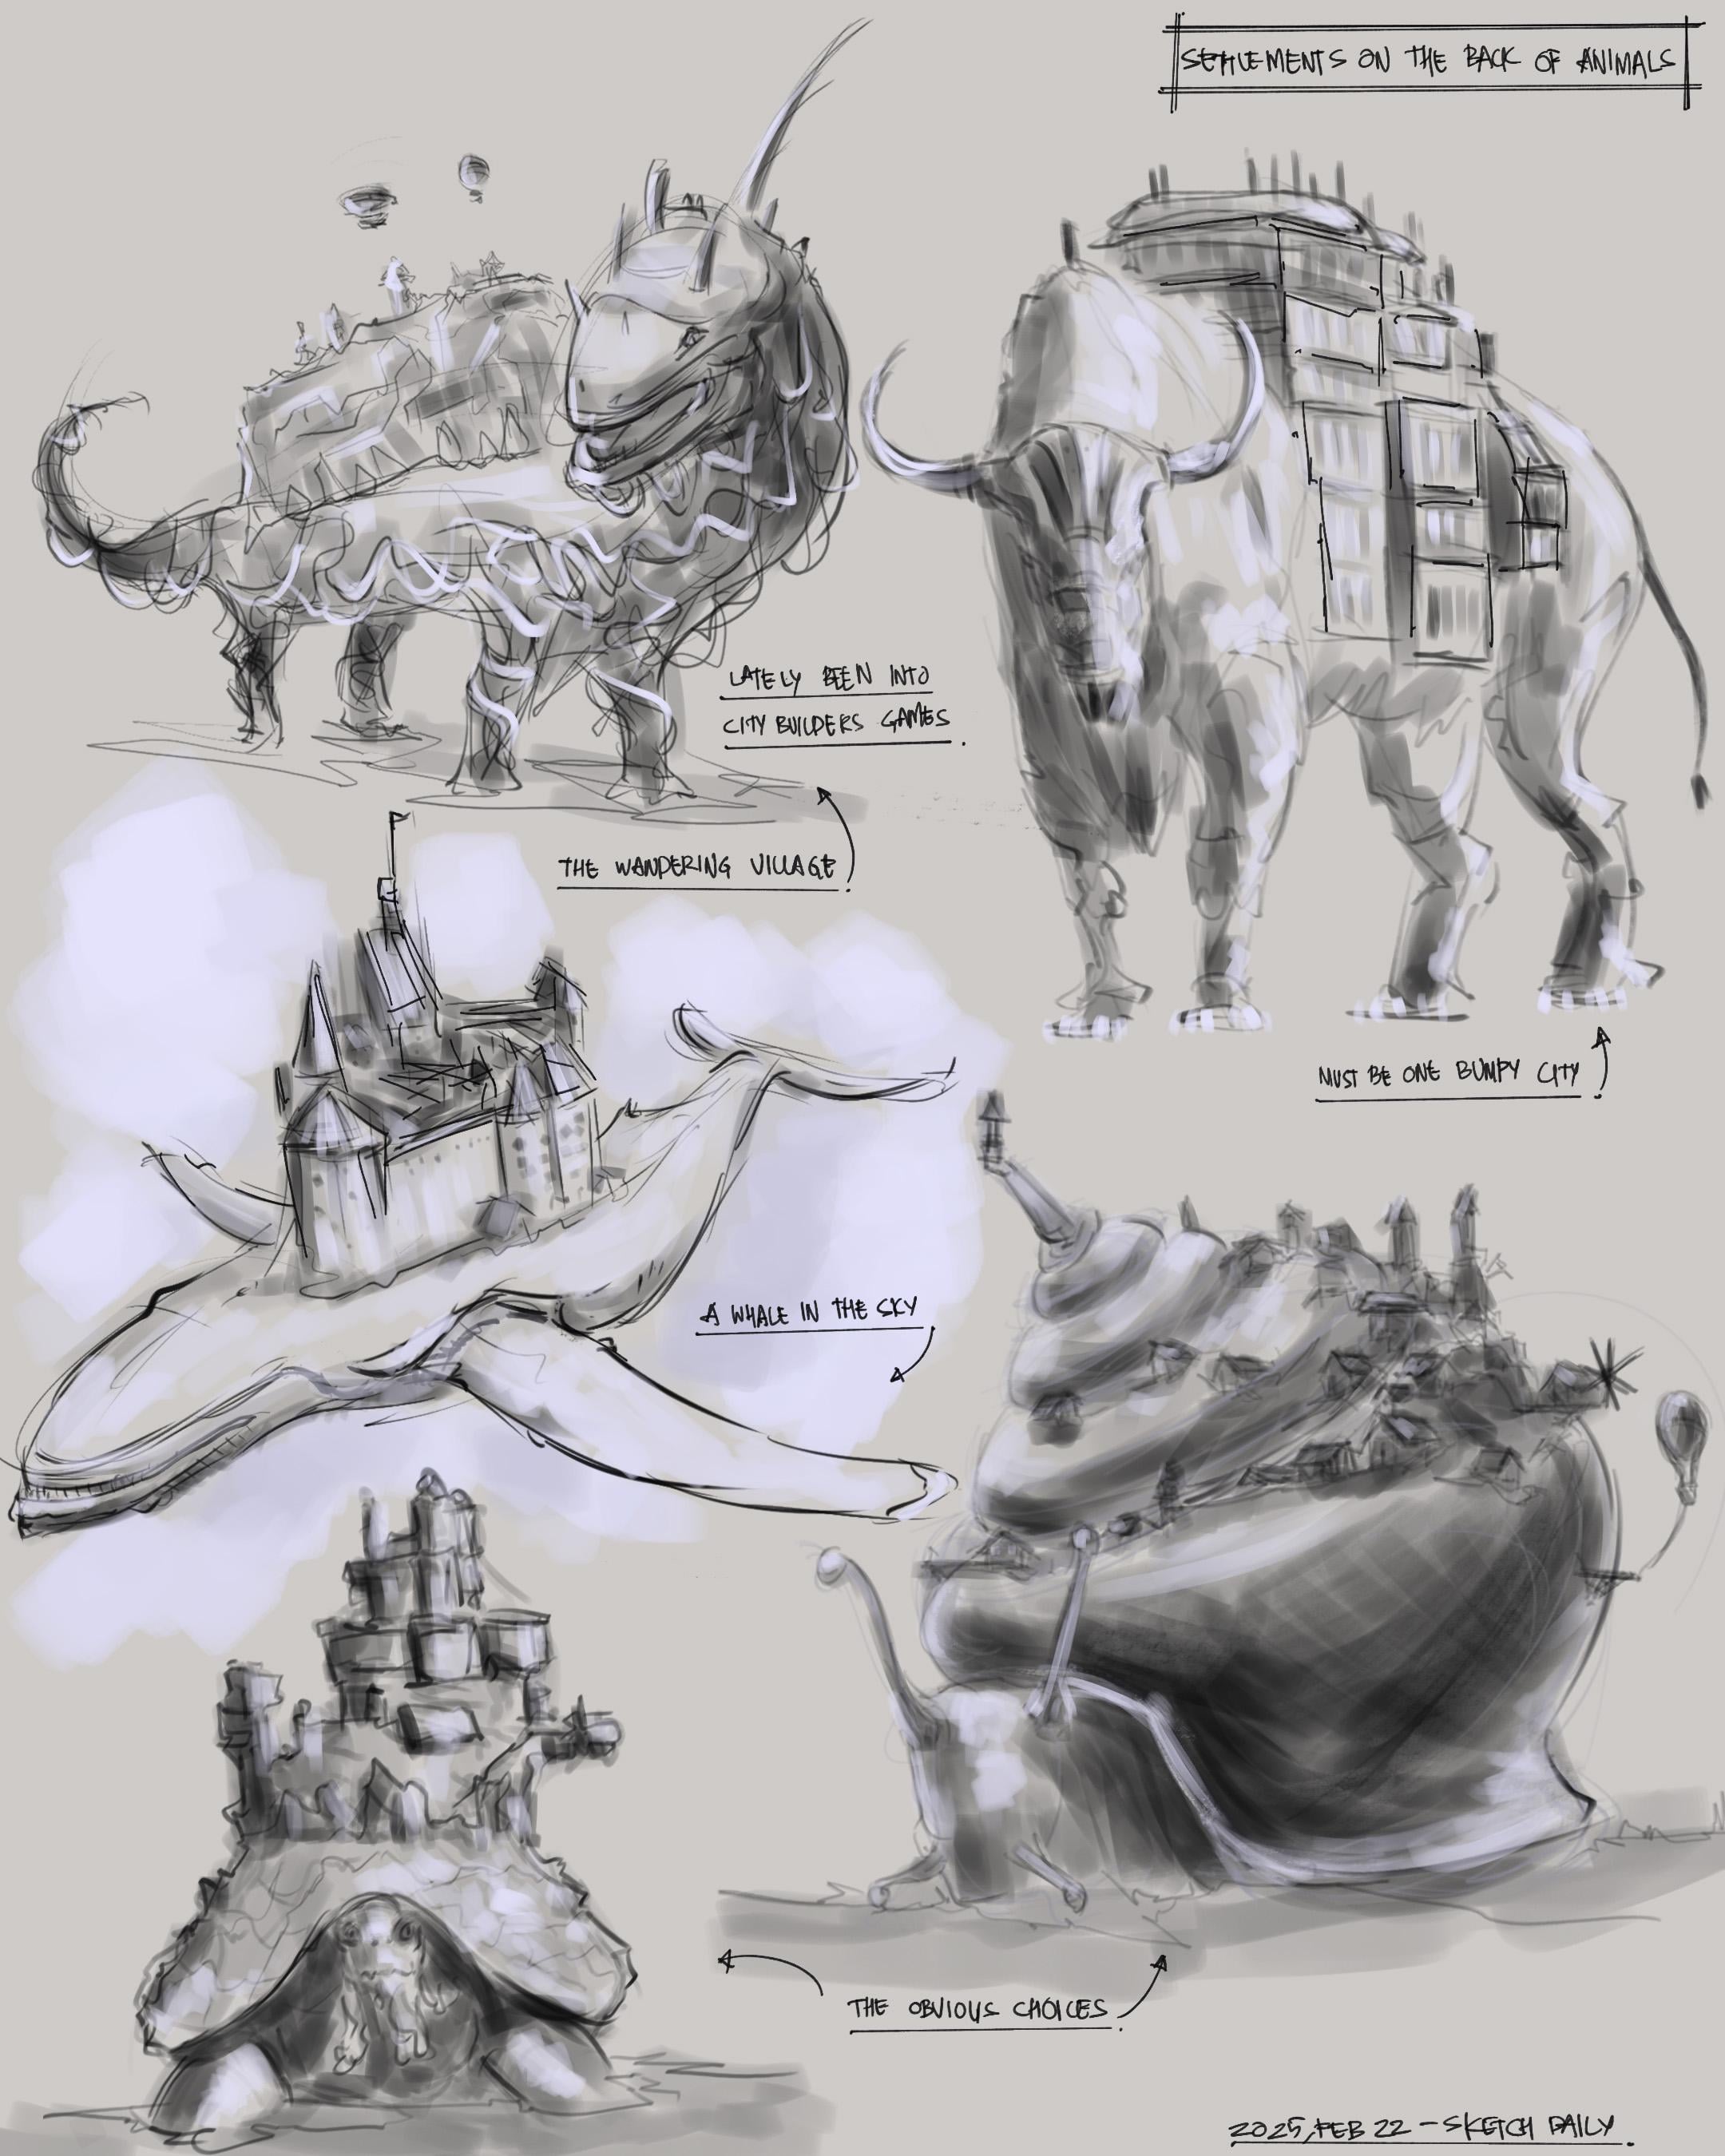 SETTLEMENTS ON THE BACK OF ANIMALS
LATELY BEEN INTO
CITY BUILDERS GAMES.
THE WANDERING VILLAGE
MUST BE ONE BUMPY CITY
A WHALE IN THE SKY
THE OBVIOUS CHOICES
2025, FEB 22 - SKETCH DAILY